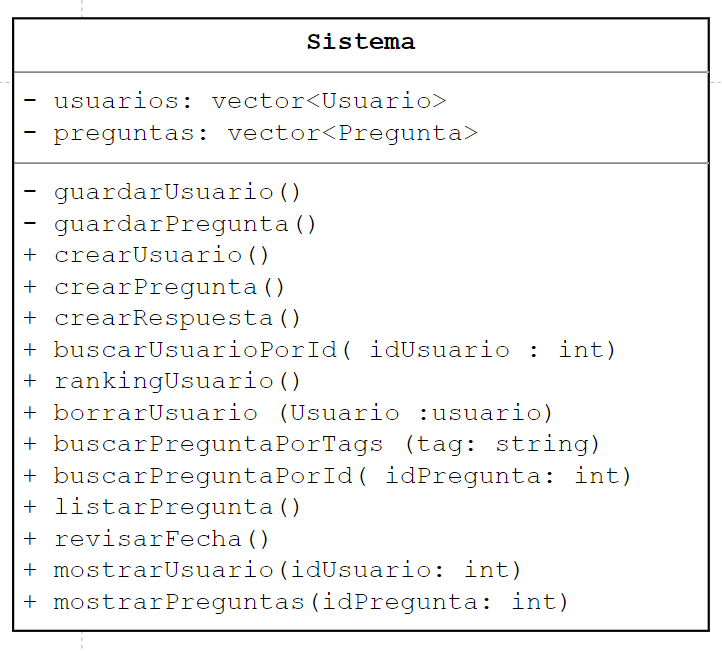 Sistema
- usuarios: vector<Usuario>
- preguntas: vector<Pregunta>
- guardarUsuario()
- guardarPregunta()
+ crearUsuario()
+ crearPregunta()
+ crearRespuesta()
+ buscarUsuarioPorId( idUsuario : int)
+ rankingUsuario()
+ borrarUsuario (Usuario :usuario)
+ buscarPreguntaPorTags (tag: string)
+ buscarPreguntaPorId( idPregunta: int)
+ listarPregunta()
+ revisarFecha()
+ mostrarUsuario(idUsuario: int)
+ mostrarPreguntas(idPregunta: int)